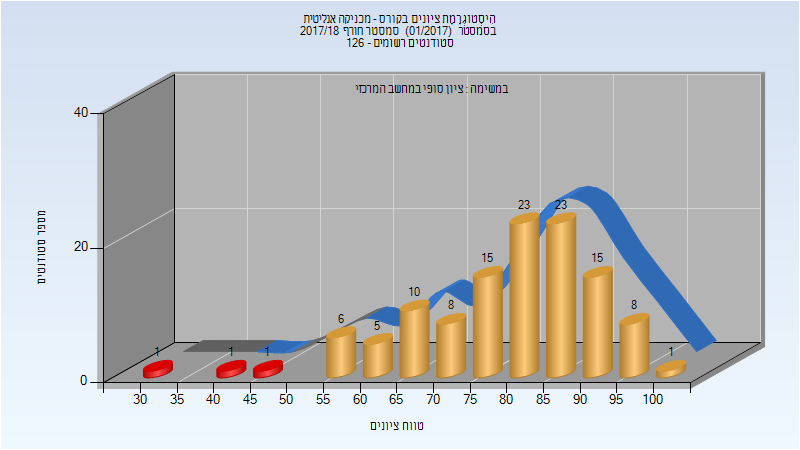 היסטוגרמת ציונים בקורס - מכניקה אנליטית
בסמסטר (01/2017) סמסטר חורף 2017/18
סטודנטים רשומים - 126
במשימה : ציון סופי במחשב המרכזי
מספר סטודנטים
40
20
0
1
1
1
6
5
10
8
15
23
23
15
8
1
30 35 40 45 50 55 60 65 70 75 80 85 90 95 100
טווח ציונים